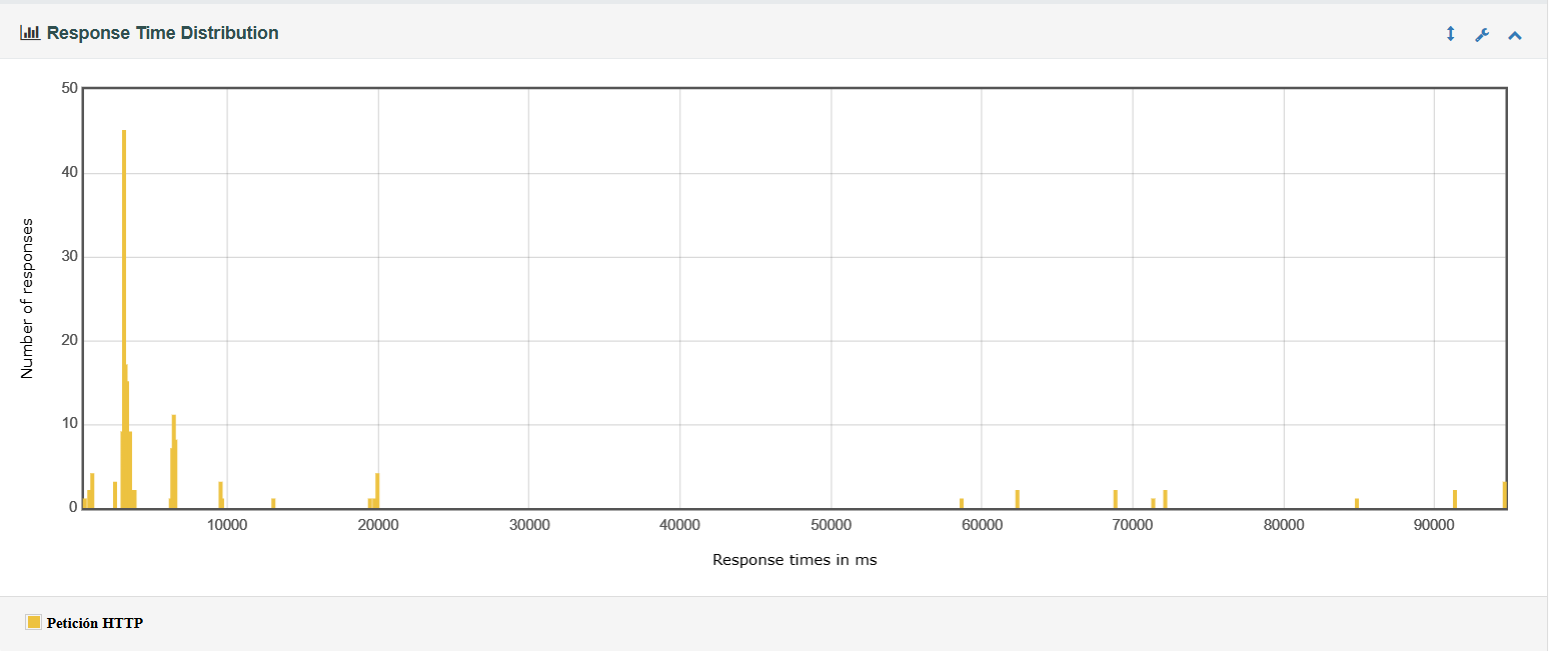 Response Time Distribution
50
40
30
20
10
0
Number of responses
10000 20000 30000 40000 50000 60000 70000 80000 90000
Response times in ms
Petición HTTP